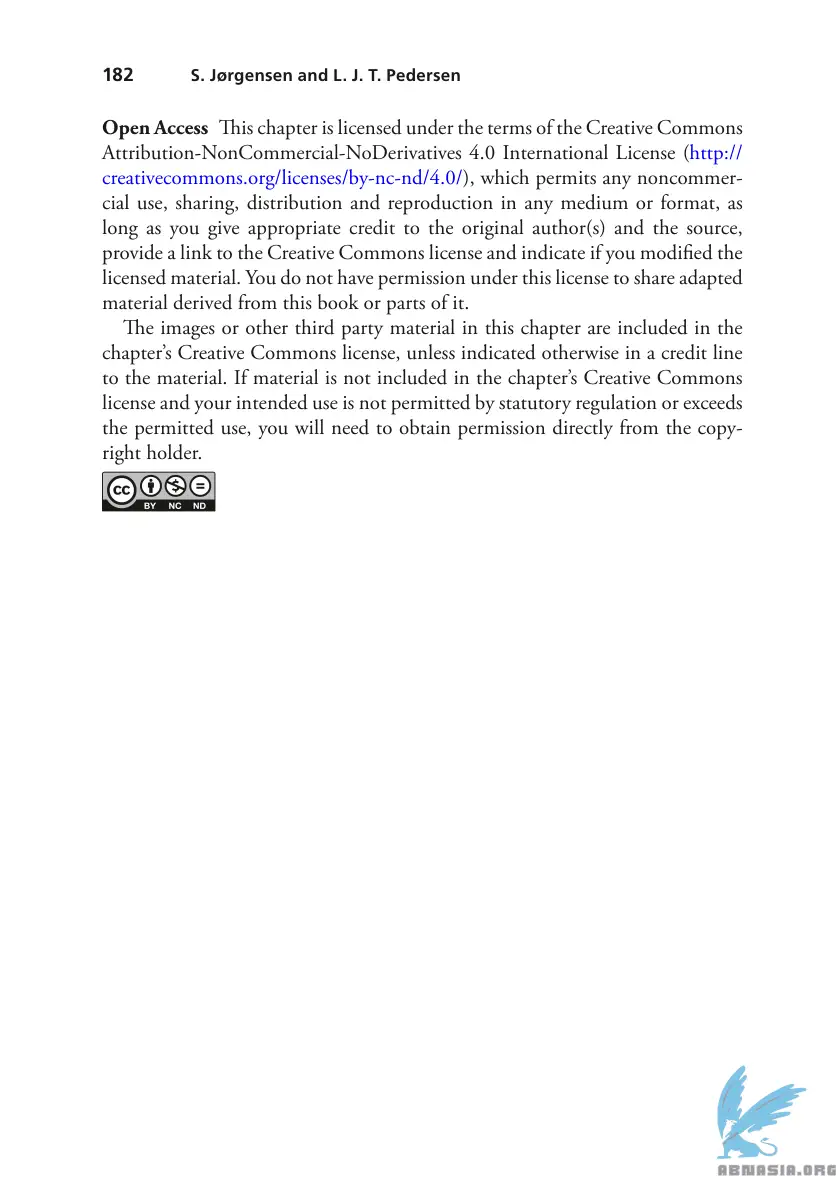 182 S. Jørgensen and L. J. T. Pedersen
Open Access This chapter is licensed under the terms of the Creative Commons
Attribution-NonCommercial-NoDerivatives 4.0 International License (http://
creativecommons.org/licenses/by-nc-nd/4.0/), which permits any noncommer-
cial use, sharing, distribution and reproduction in any medium or format, as
long as you give appropriate credit to the original author(s) and the source,
provide a link to the Creative Commons license and indicate if you modified the
licensed material. You do not have permission under this license to share adapted
material derived from this book or parts of it.
The images or other third party material in this chapter are included in the
chapter’s Creative Commons license, unless indicated otherwise in a credit line
to the material. If material is not included in the chapter’s Creative Commons
license and your intended use is not permitted by statutory regulation or exceeds
the permitted use, you will need to obtain permission directly from the copy-
right holder.
cc
BY NC ND
ABNASIA.ORG